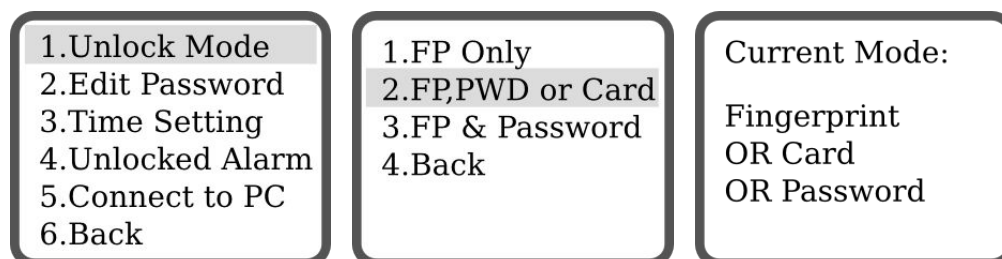 1.Unlock Mode
2.Edit Password
3.Time Setting
4.Unlocked Alarm
5.Connect to PC
6.Back
1.FP Only
2.FP,PWD or Card
3.FP & Password
4.Back
Current Mode:
Fingerprint
OR Card
OR Password